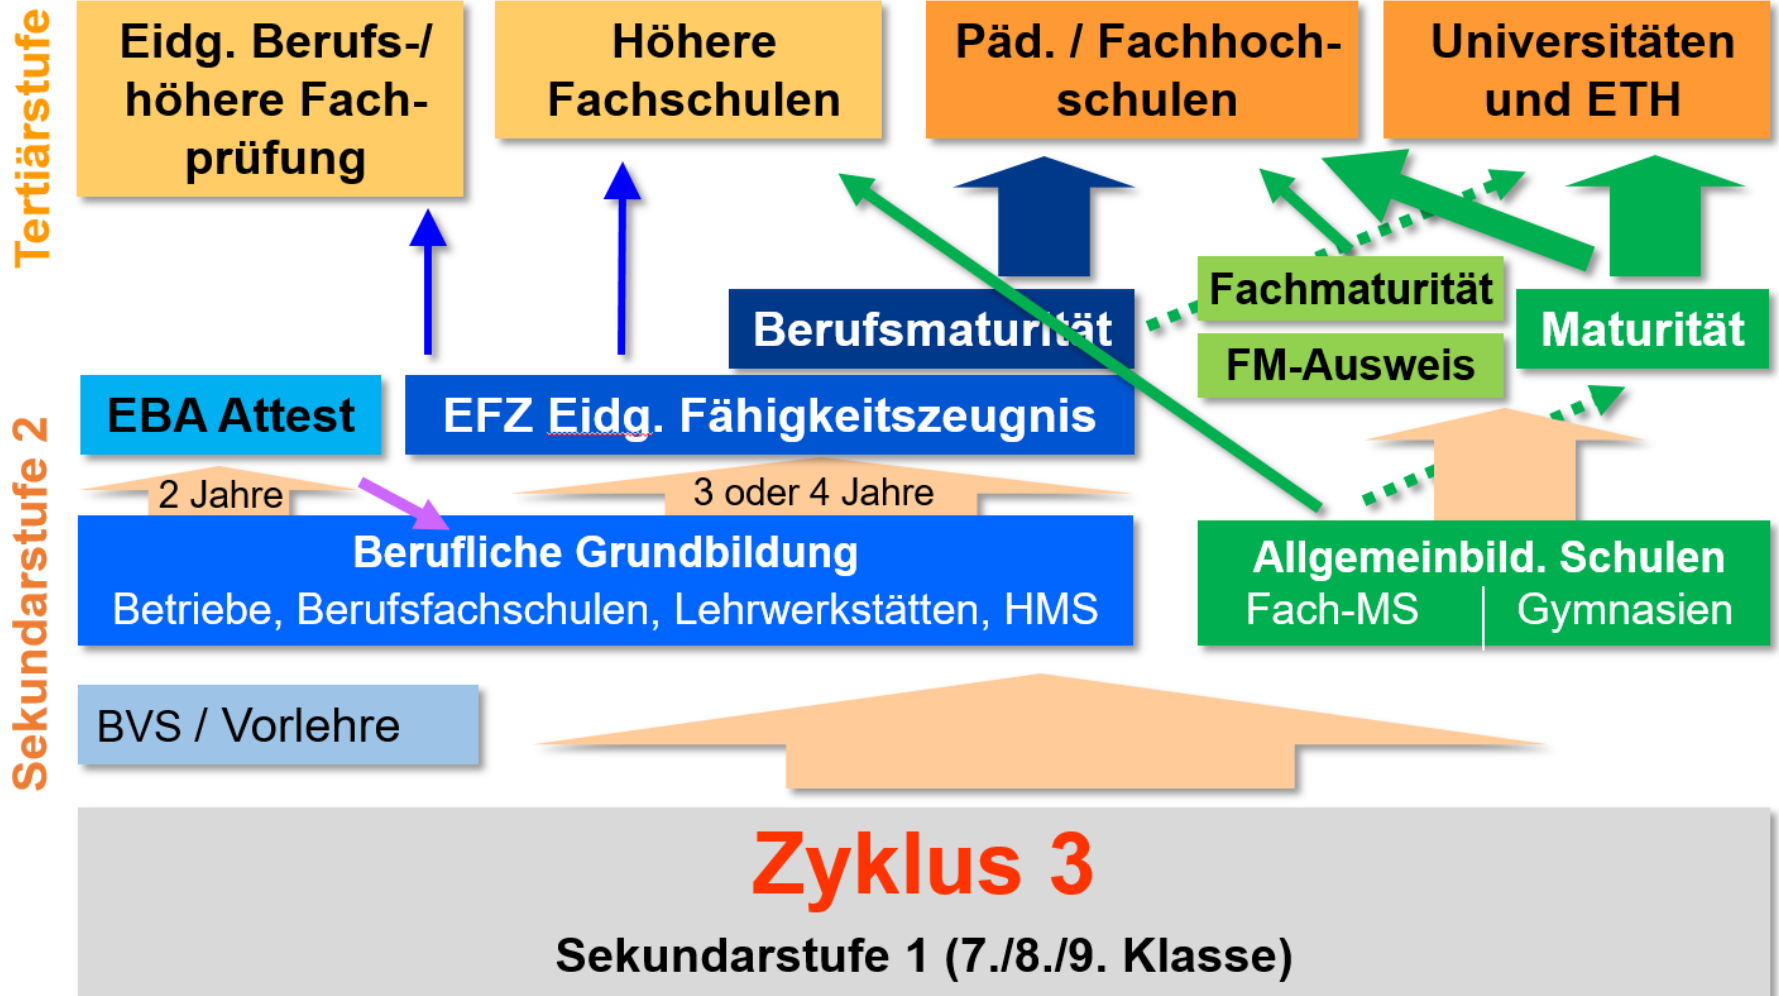 Tertiärstufe
Eidg. Berufs-/
höhere Fach-
prüfung
Höhere
Fachschulen
Päd. / Fachhoch-
schulen
Universitäten
und ETH
Berufsmaturität
Fachmaturität
FM-Ausweis
Maturität
Sekundarstufe 2
EBA Attest
EFZ Eidg. Fähigkeitszeugnis
2 Jahre
3 oder 4 Jahre
Berufliche Grundbildung
Betriebe, Berufsfachschulen, Lehrwerkstätten, HMS
Allgemeinbild. Schulen
Fach-MS
Gymnasien
BVS / Vorlehre
Zyklus 3
Sekundarstufe 1 (7./8./9. Klasse)